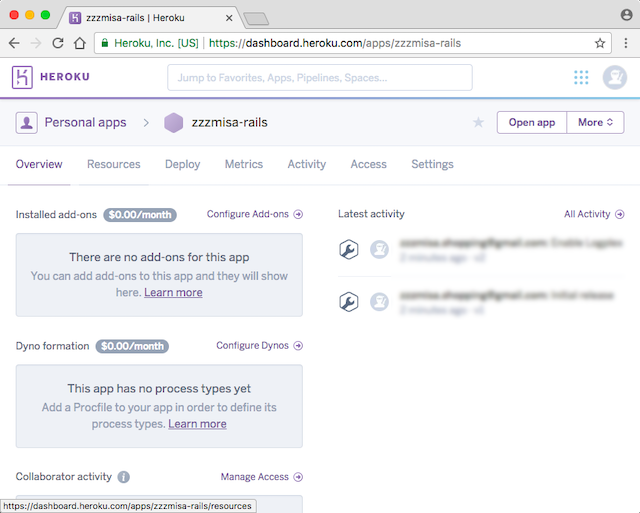 zzzmisa-rails | Heroku
Heroku, Inc. [US] | https://dashboard.heroku.com/apps/zzzmisa-rails
HEROKU
Jump to Favorites, Apps, Pipelines, Spaces...
Personal apps > zzzmisa-rails
Open app
More
Overview Resources Deploy Metrics Activity Access Settings
Installed add-ons $0.00/month Configure Add-ons
There are no add-ons for this app
You can add add-ons to this app and they will show
here. Learn more
Latest activity All Activity
Dyno formation $0.00/month Configure Dynos
This app has no process types yet
Add a Procfile to your app in order to define its
process types. Learn more
Collaborator activity Manage Access
https://dashboard.heroku.com/apps/zzzmisa-rails/resources